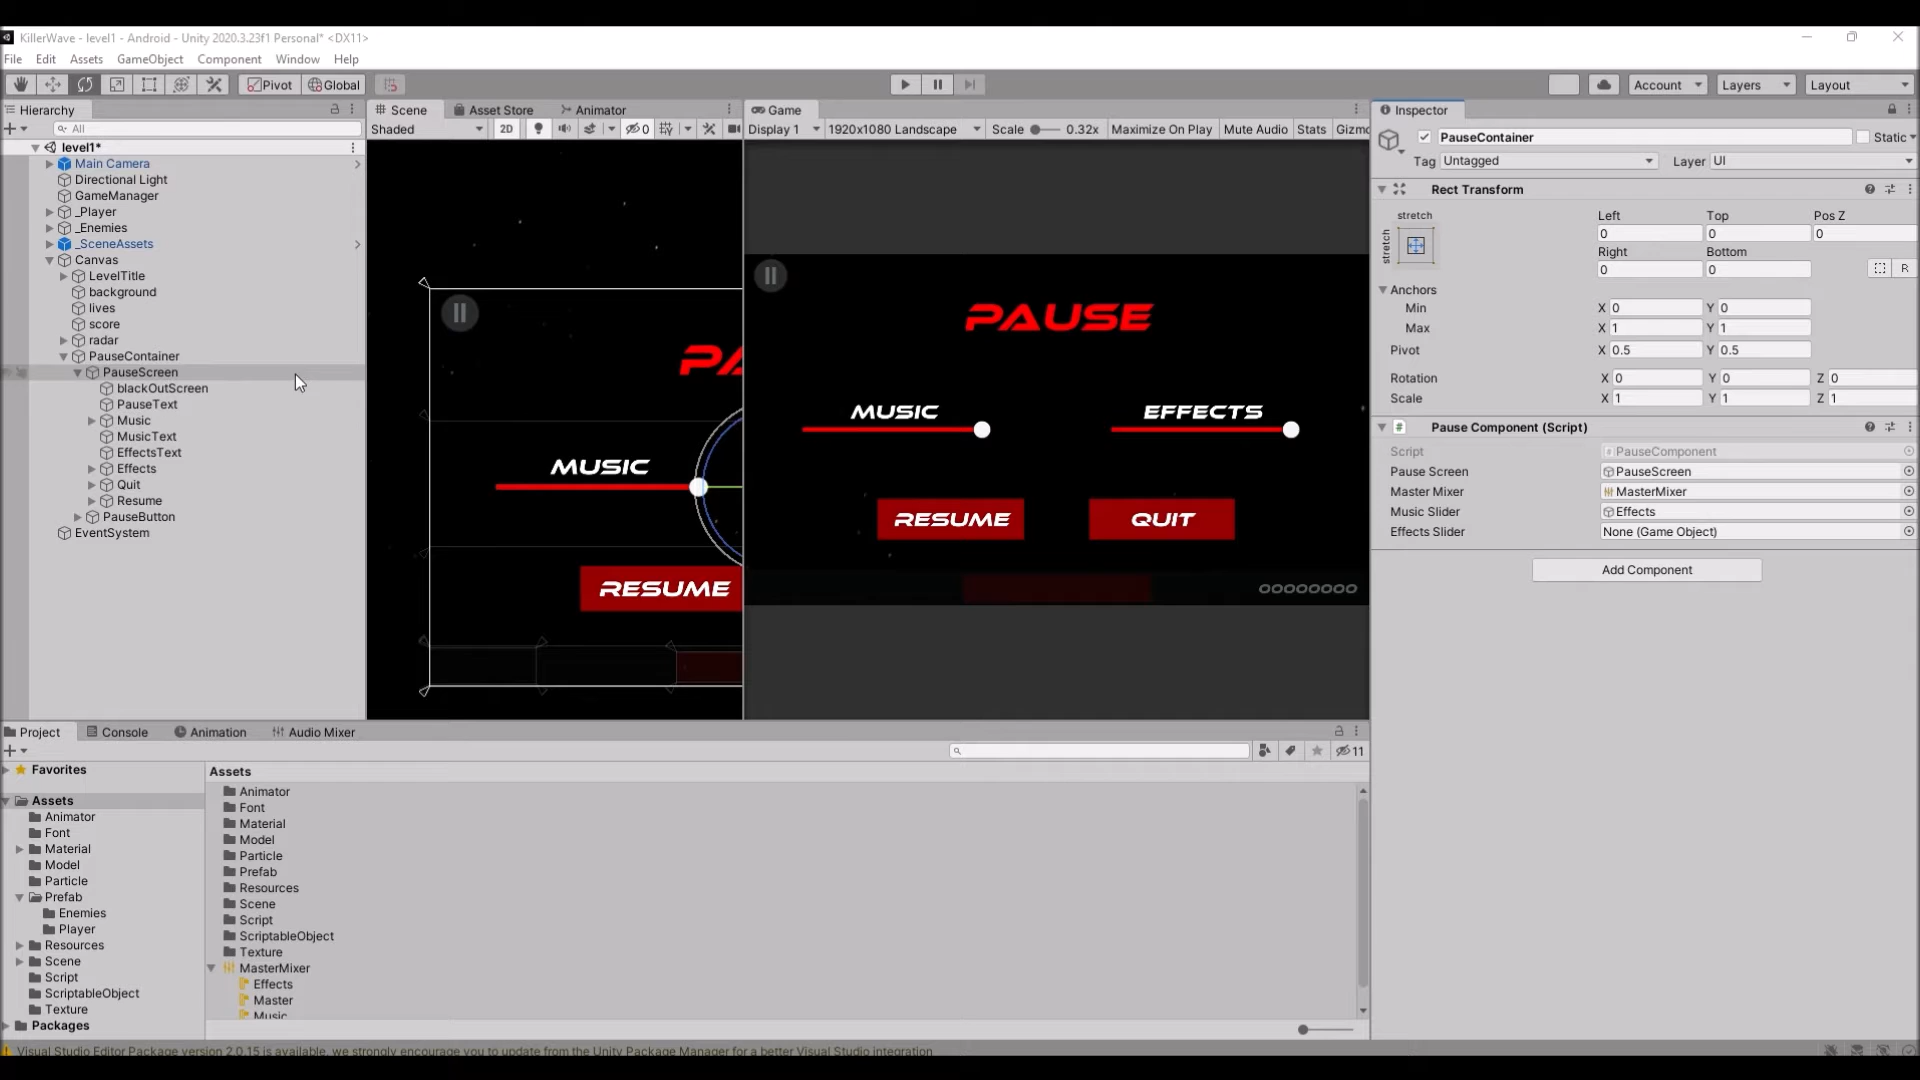 KillerWave - level1 - Android - Unity 2020.3.23f1 Personal* <DX11>
File Edit Assets GameObject Component Window Help
Pivot Global Account Layers Layout
Hierarchy
All
level1*
Main Camera
Directional Light
GameManager
_Player
_Enemies
_SceneAssets
Canvas
LevelTitle
background
lives
score
radar
PauseContainer
PauseScreen
blackOutScreen
PauseText
Music
MusicText
EffectsText
Effects
Quit
Resume
PauseButton
EventSystem
Scene Asset Store Animator
Shaded 2D 0
PA
MUSIC
RESUME
Game
Display 1 1920x1080 Landscape Scale 0.32x Maximize On Play Mute Audio Stats Gizmo
PAUSE
MUSIC EFFECTS
RESUME QUIT
00000000
Inspector
PauseContainer Static
Tag Untagged Layer UI
Rect Transform
stretch Left Top Pos Z
stretch 0 0 0
Right Bottom
0 0 R
Anchors
Min X 0 Y 0
Max X 1 Y 1
Pivot X 0.5 Y 0.5
Rotation X 0 Y 0 Z 0
Scale X 1 Y 1 Z 1
Pause Component (Script)
Script PauseComponent
Pause Screen PauseScreen
Master Mixer MasterMixer
Music Slider Effects
Effects Slider None (Game Object)
Add Component
Project Console Animation Audio Mixer
11
Favorites
Assets
Animator
Font
Material
Model
Particle
Prefab
Enemies
Player
Resources
Scene
Script
ScriptableObject
Texture
Packages
Assets
Animator
Font
Material
Model
Particle
Prefab
Resources
Scene
Script
ScriptableObject
Texture
MasterMixer
Effects
Master
Music
Visual Studio Editor Package version 2.0.15 is available, we strongly encourage you to update from the Unity Package Manager for a better Visual Studio integration